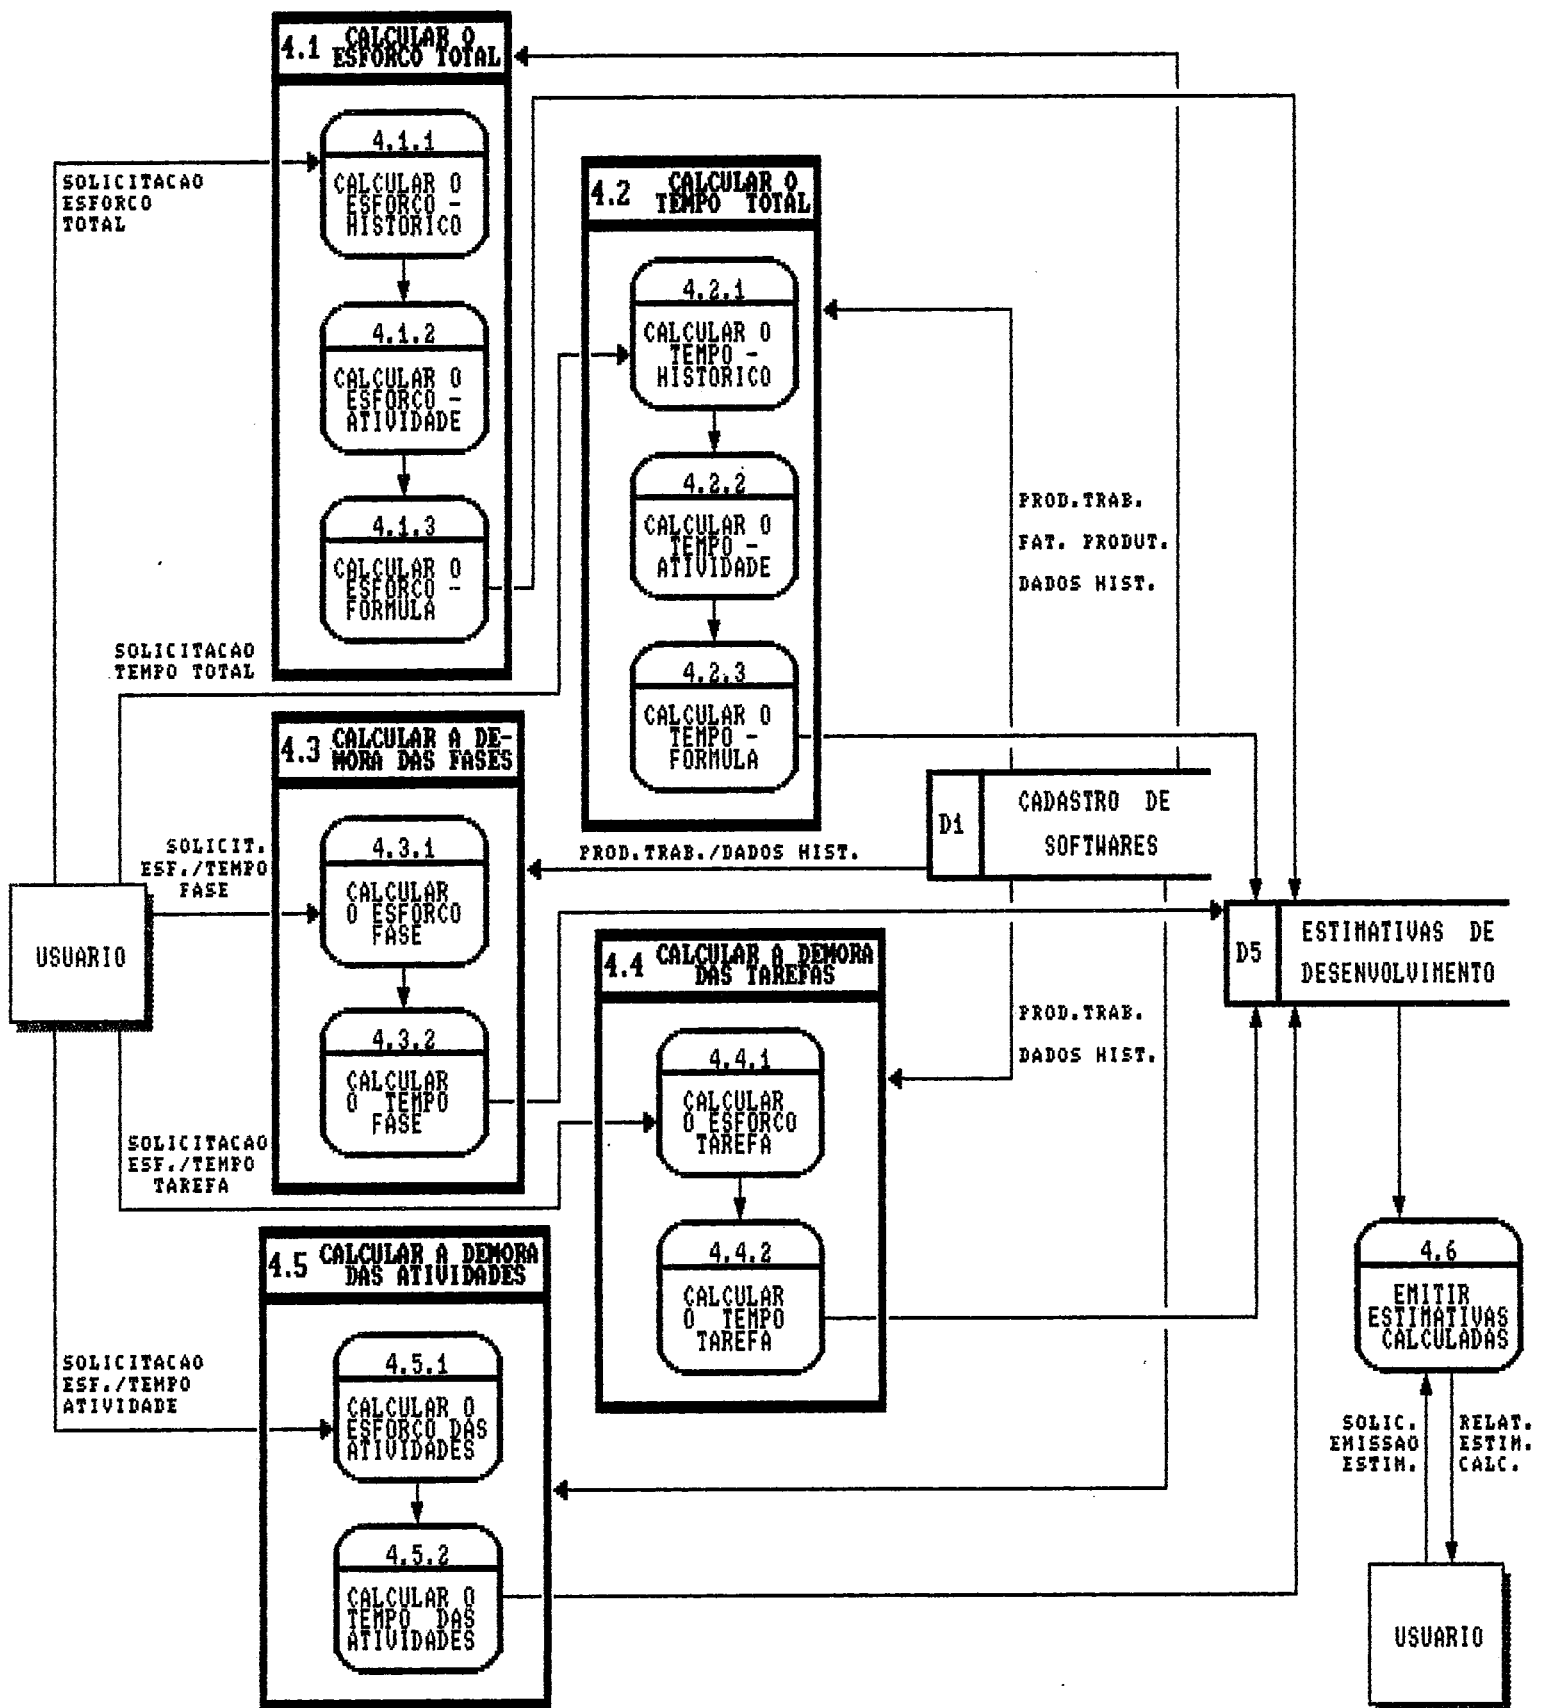 4.1 CALCULAR O
ESFORCO TOTAL
4.1.1
CALCULAR O
ESFORCO -
HISTORICO
4.1.2
CALCULAR O
ESFORCO -
ATIVIDADE
4.1.3
CALCULAR O
ESFORCO -
FORMULA
SOLICITACAO
ESFORCO
TOTAL
4.2 CALCULAR O
TEMPO TOTAL
4.2.1
CALCULAR O
TEMPO -
HISTORICO
4.2.2
CALCULAR O
TEMPO -
ATIVIDADE
4.2.3
CALCULAR O
TEMPO -
FORMULA
PROD.TRAB.
FAT. PRODUT.
DADOS HIST.
SOLICITACAO
TEMPO TOTAL
4.3 CALCULAR A DE-
MORA DAS FASES
4.3.1
CALCULAR
O ESFORCO
FASE
4.3.2
CALCULAR
O TEMPO
FASE
SOLICIT.
ESF./TEMPO
FASE
PROD.TRAB./DADOS HIST.
D1
CADASTRO DE
SOFTWARES
USUARIO
4.4 CALCULAR A DEMORA
DAS TAREFAS
4.4.1
CALCULAR
O ESFORCO
TAREFA
4.4.2
CALCULAR
O TEMPO
TAREFA
PROD.TRAB.
DADOS HIST.
D5
ESTIMATIVAS DE
DESENVOLVIMENTO
SOLICITACAO
ESF./TEMPO
TAREFA
4.5 CALCULAR A DEMORA
DAS ATIVIDADES
4.5.1
CALCULAR O
ESFORCO DAS
ATIVIDADES
4.5.2
CALCULAR O
TEMPO DAS
ATIVIDADES
SOLICITACAO
ESF./TEMPO
ATIVIDADE
4.6
EMITIR
ESTIMATIVAS
CALCULADAS
SOLIC.
EMISSAO
ESTIM.
RELAT.
ESTIM.
CALC.
USUARIO